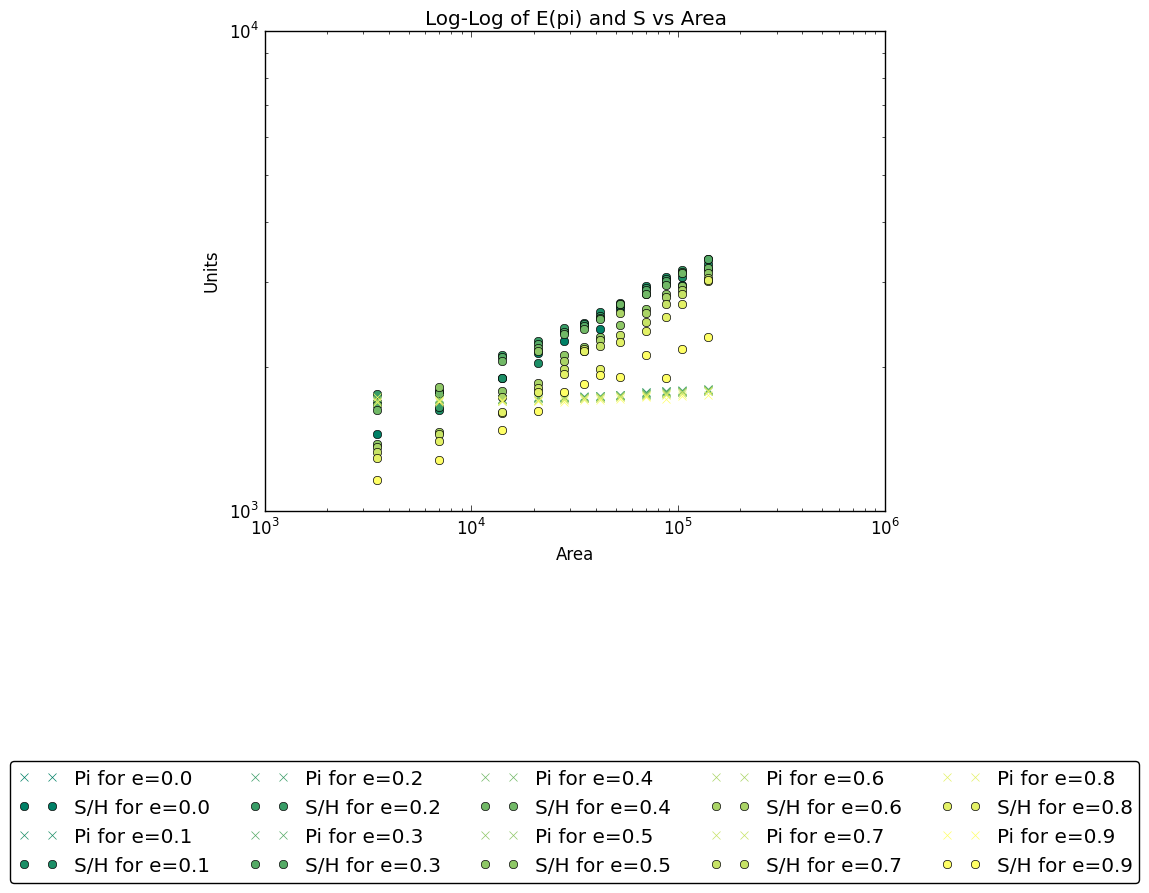 Log-Log of E(pi) and S vs Area
10^4
Units
10^3
10^3 10^4 10^5 10^6
Area
Pi for e=0.0 Pi for e=0.2 Pi for e=0.4 Pi for e=0.6 Pi for e=0.8
S/H for e=0.0 S/H for e=0.2 S/H for e=0.4 S/H for e=0.6 S/H for e=0.8
Pi for e=0.1 Pi for e=0.3 Pi for e=0.5 Pi for e=0.7 Pi for e=0.9
S/H for e=0.1 S/H for e=0.3 S/H for e=0.5 S/H for e=0.7 S/H for e=0.9